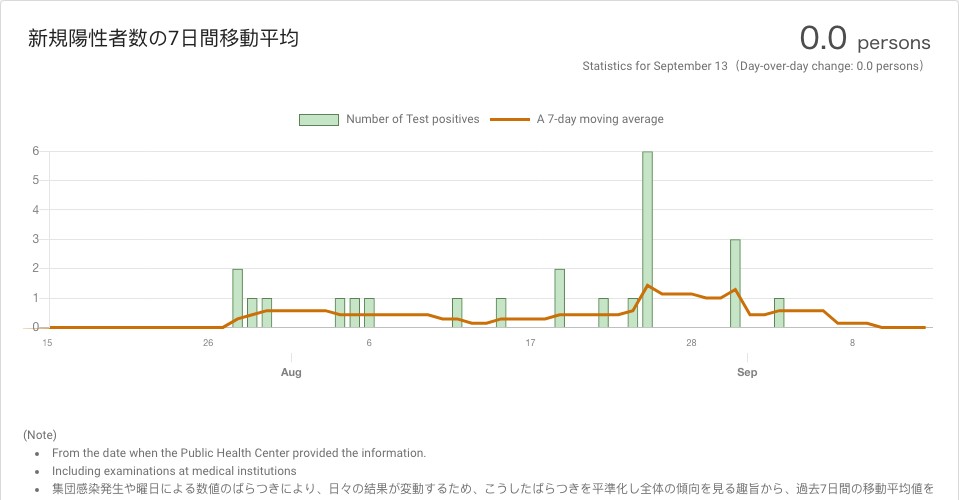 新規陽性者数の7日間移動平均
0.0 persons
Statistics for September 13（Day-over-day change: 0.0 persons）
Number of Test positives
A 7-day moving average
6
5
4
3
2
1
0
15 26 6 17 28 8
Aug Sep
(Note)
• From the date when the Public Health Center provided the information.
• Including examinations at medical institutions
• 集団感染発生や曜日による数値のばらつきにより、日々の結果が変動するため、こうしたばらつきを平準化し全体の傾向を見る趣旨から、過去7日間の移動平均値を